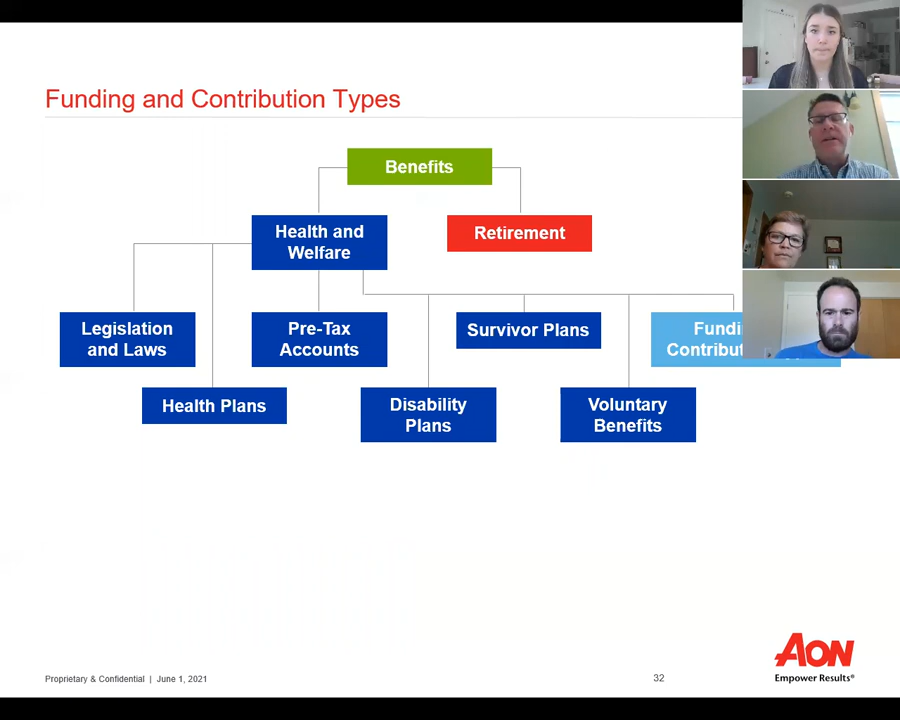 Funding and Contribution Types
Benefits
Health and
Welfare
Retirement
Legislation
and Laws
Pre-Tax
Accounts
Survivor Plans
Health Plans
Disability
Plans
Voluntary
Benefits
Proprietary & Confidential | June 1, 2021
32
AON
Empower Results®